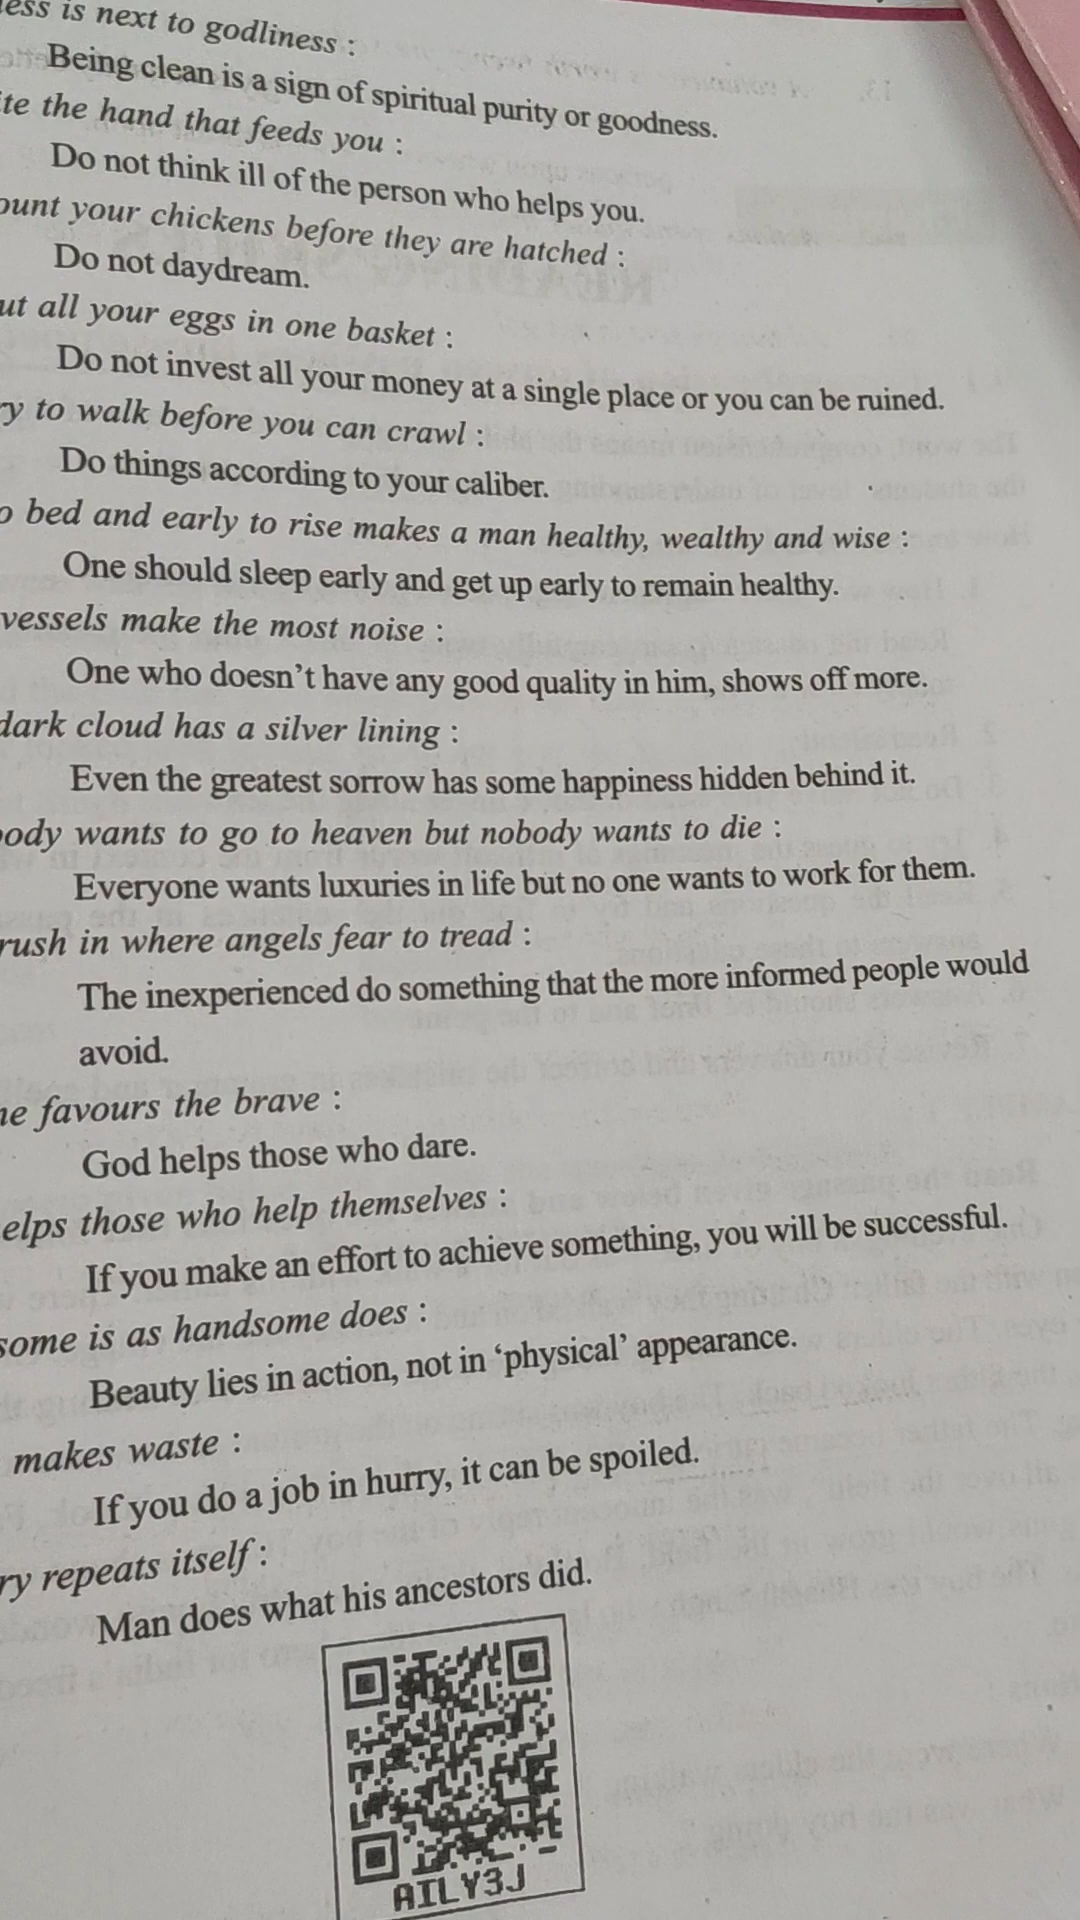 ess is next to godliness :
Being clean is a sign of spiritual purity or goodness.
ite the hand that feeds you :
Do not think ill of the person who helps you.
ount your chickens before they are hatched :
Do not daydream.
ut all your eggs in one basket :
Do not invest all your money at a single place or you can be ruined.
ry to walk before you can crawl :
Do things according to your caliber.
o bed and early to rise makes a man healthy, wealthy and wise :
One should sleep early and get up early to remain healthy.
vessels make the most noise :
One who doesn't have any good quality in him, shows off more.
dark cloud has a silver lining :
Even the greatest sorrow has some happiness hidden behind it.
body wants to go to heaven but nobody wants to die :
Everyone wants luxuries in life but no one wants to work for them.
rush in where angels fear to tread :
The inexperienced do something that the more informed people would
avoid.
ne favours the brave :
God helps those who dare.
elps those who help themselves :
If you make an effort to achieve something, you will be successful.
some is as handsome does :
Beauty lies in action, not in ‘physical’ appearance.
makes waste :
If you do a job in hurry, it can be spoiled.
ry repeats itself :
Man does what his ancestors did.
AILY3J